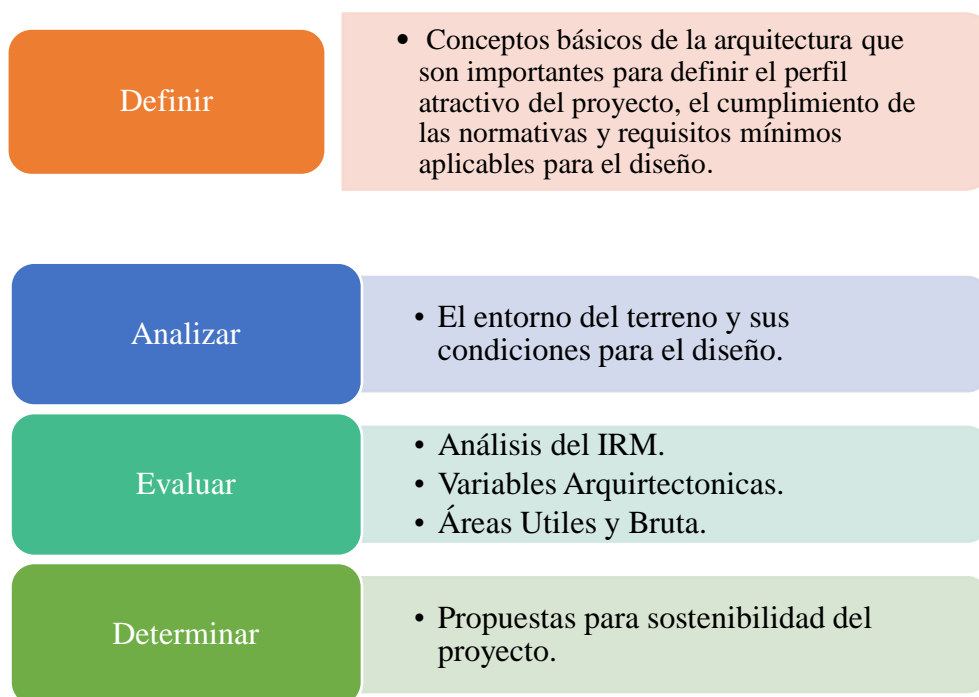 Definir
• Conceptos básicos de la arquitectura que
son importantes para definir el perfil
atractivo del proyecto, el cumplimiento de
las normativas y requisitos mínimos
aplicables para el diseño.
Analizar
• El entorno del terreno y sus
condiciones para el diseño.
Evaluar
• Análisis del IRM.
• Variables Arquirtectonicas.
• Áreas Utiles y Bruta.
Determinar
• Propuestas para sostenibilidad del
proyecto.